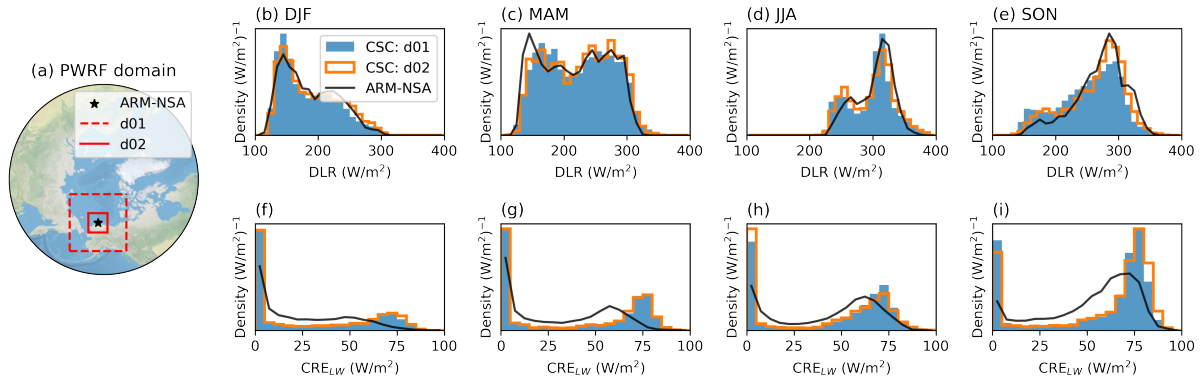 (a) PWRF domain
ARM-NSA
d01
d02
(b) DJF
CSC: d01
CSC: d02
ARM-NSA
Density (W/m²)⁻¹
100 200 300 400
DLR (W/m²)
(c) MAM
Density (W/m²)⁻¹
100 200 300 400
DLR (W/m²)
(d) JJA
Density (W/m²)⁻¹
100 200 300 400
DLR (W/m²)
(e) SON
Density (W/m²)⁻¹
100 200 300 400
DLR (W/m²)
(f)
Density (W/m²)⁻¹
0 25 50 75 100
CRE_LW (W/m²)
(g)
Density (W/m²)⁻¹
0 25 50 75 100
CRE_LW (W/m²)
(h)
Density (W/m²)⁻¹
0 25 50 75 100
CRE_LW (W/m²)
(i)
Density (W/m²)⁻¹
0 25 50 75 100
CRE_LW (W/m²)